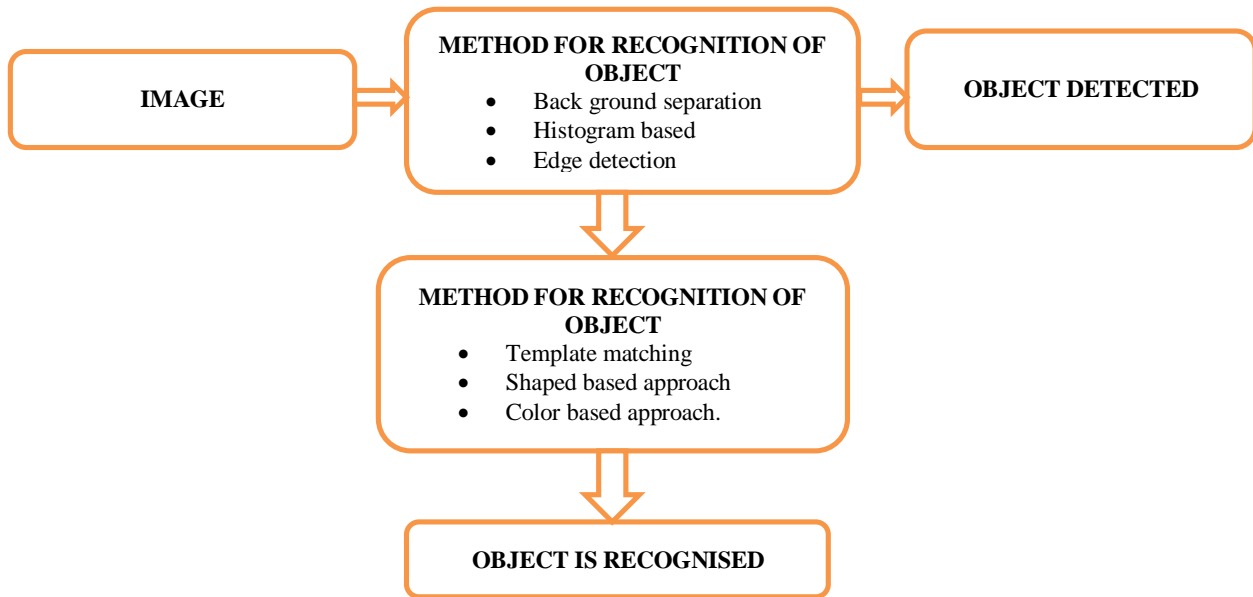 IMAGE
METHOD FOR RECOGNITION OF
OBJECT
• Back ground separation
• Histogram based
• Edge detection
OBJECT DETECTED
METHOD FOR RECOGNITION OF
OBJECT
• Template matching
• Shaped based approach
• Color based approach.
OBJECT IS RECOGNISED